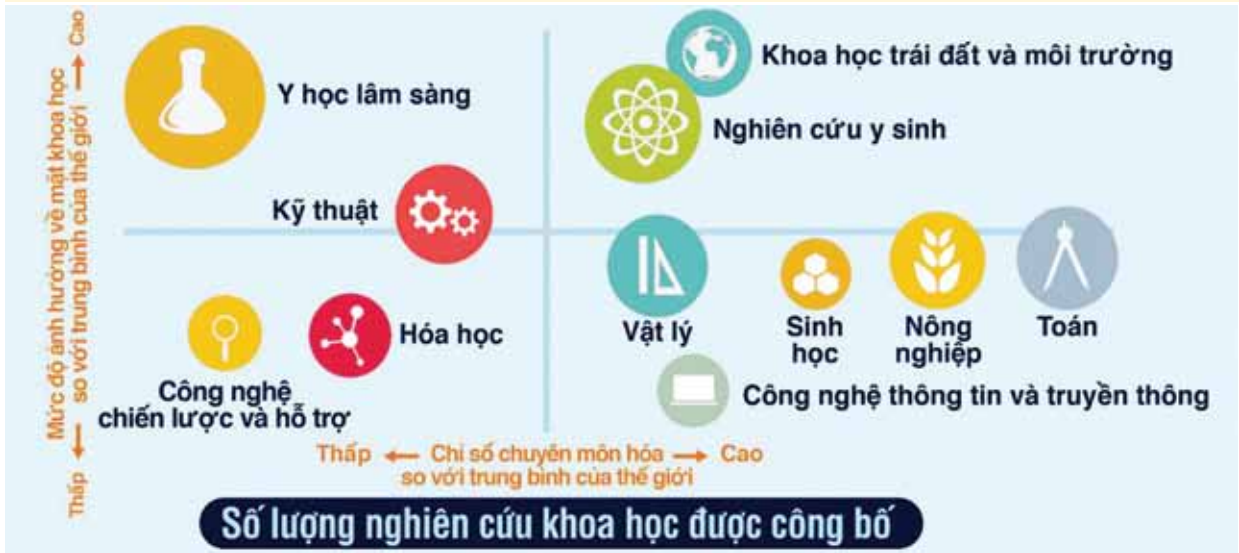 Mức độ ảnh hưởng về mặt khoa học
Thấp ← so với trung bình của thế giới → Cao
Khoa học trái đất và môi trường
Y học lâm sàng
Nghiên cứu y sinh
Kỹ thuật
Vật lý
Sinh
học
Nông
nghiệp
Toán
Hóa học
Công nghệ
chiến lược và hỗ trợ
Công nghệ thông tin và truyền thông
Thấp ← Chỉ số chuyên môn hóa → Cao
so với trung bình của thế giới
Số lượng nghiên cứu khoa học được công bố